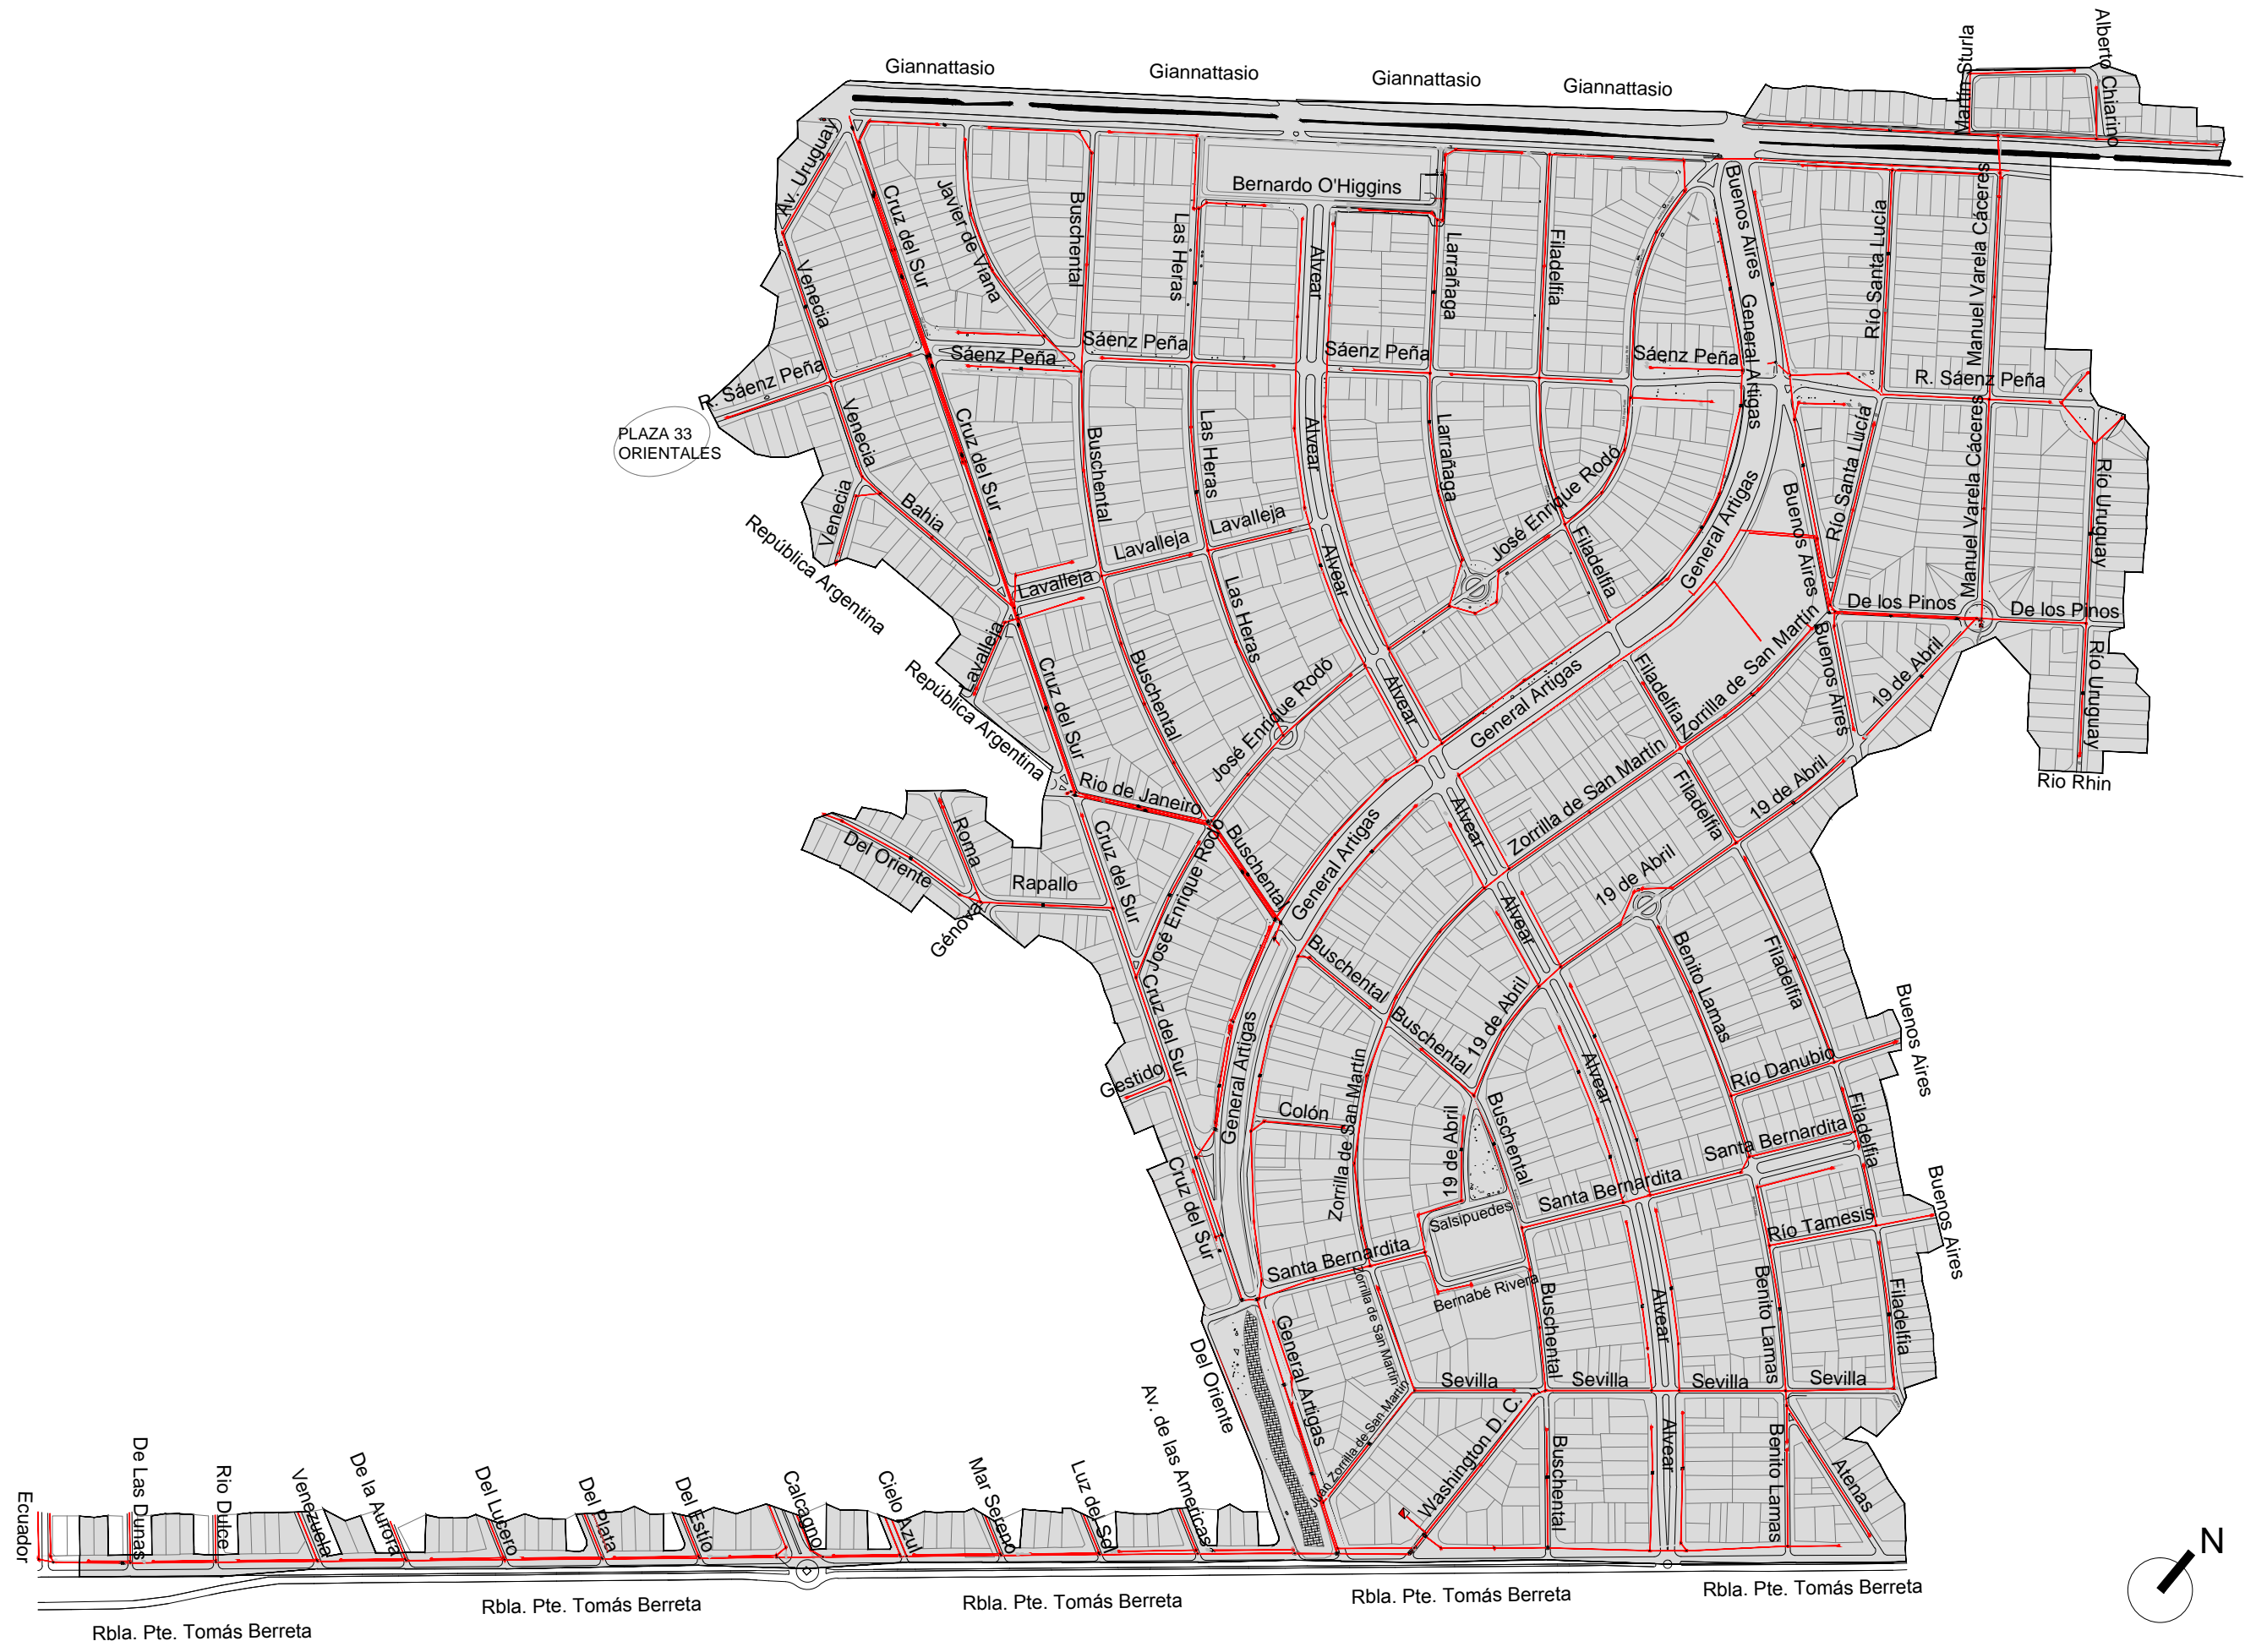 Giannattasio
Giannattasio
Giannattasio
Giannattasio
Martín Sturla
Alberto Chiarino
Av. Uruguay
Cruz del Sur
Javier de Viana
Buschental
Las Heras
Bernardo O'Higgins
Alvear
Larrañaga
Filadelfia
Buenos Aires
General Artigas
Río Santa Lucía
Manuel Varela Cáceres
Venecia
R. Sáenz Peña
Sáenz Peña
Sáenz Peña
Sáenz Peña
Sáenz Peña
R. Sáenz Peña
PLAZA 33
ORIENTALES
Venecia
Venecia
Bahia
Cruz del Sur
Buschental
Las Heras
Alvear
Larrañaga
José Enrique Rodó
General Artigas
Buenos Aires
Río Santa Lucía
Manuel Varela Cáceres
Río Uruguay
República Argentina
Lavalleja
Lavalleja
Lavalleja
Lavalleja
Las Heras
Alvear
Filadelfia
De los Pinos
De los Pinos
República Argentina
Cruz del Sur
Buschental
José Enrique Rodó
Alvear
General Artigas
Filadelfia
Zorrilla de San Martín
Buenos Aires
19 de Abril
Río Uruguay
Rio Rhin
Rio de Janeiro
Del Oriente
Roma
Rapallo
Génova
Cruz del Sur
José Enrique Rodó
Buschental
General Artigas
Alvear
Zorrilla de San Martín
Filadelfia
19 de Abril
19 de Abril
Alvear
Buschental
Buschental
19 de Abril
Benito Lamas
Filadelfia
Buenos Aires
Cruz del Sur
Gestido
General Artigas
Colón
Zorrilla de San Martín
19 de Abril
Buschental
Alvear
Río Danubio
Filadelfia
Santa Bernardita
Cruz del Sur
Santa Bernardita
Salsipuedes
Santa Bernardita
Río Tamesis
Buenos Aires
Bernabé Rivera
Zorrilla de San Martín
Buschental
Alvear
Benito Lamas
Filadelfia
Del Oriente
General Artigas
Juan Zorrilla de San Martín
Sevilla
Sevilla
Sevilla
Sevilla
Washington D. C.
Buschental
Alvear
Benito Lamas
Atenas
Ecuador
De Las Dunas
Rio Dulce
Venezuela
De la Aurora
Del Lucero
Del Plata
Del Estío
Calcagno
Cielo Azul
Mar Sereno
Luz del Sol
Av. de las Americas
N
Rbla. Pte. Tomás Berreta
Rbla. Pte. Tomás Berreta
Rbla. Pte. Tomás Berreta
Rbla. Pte. Tomás Berreta
Rbla. Pte. Tomás Berreta